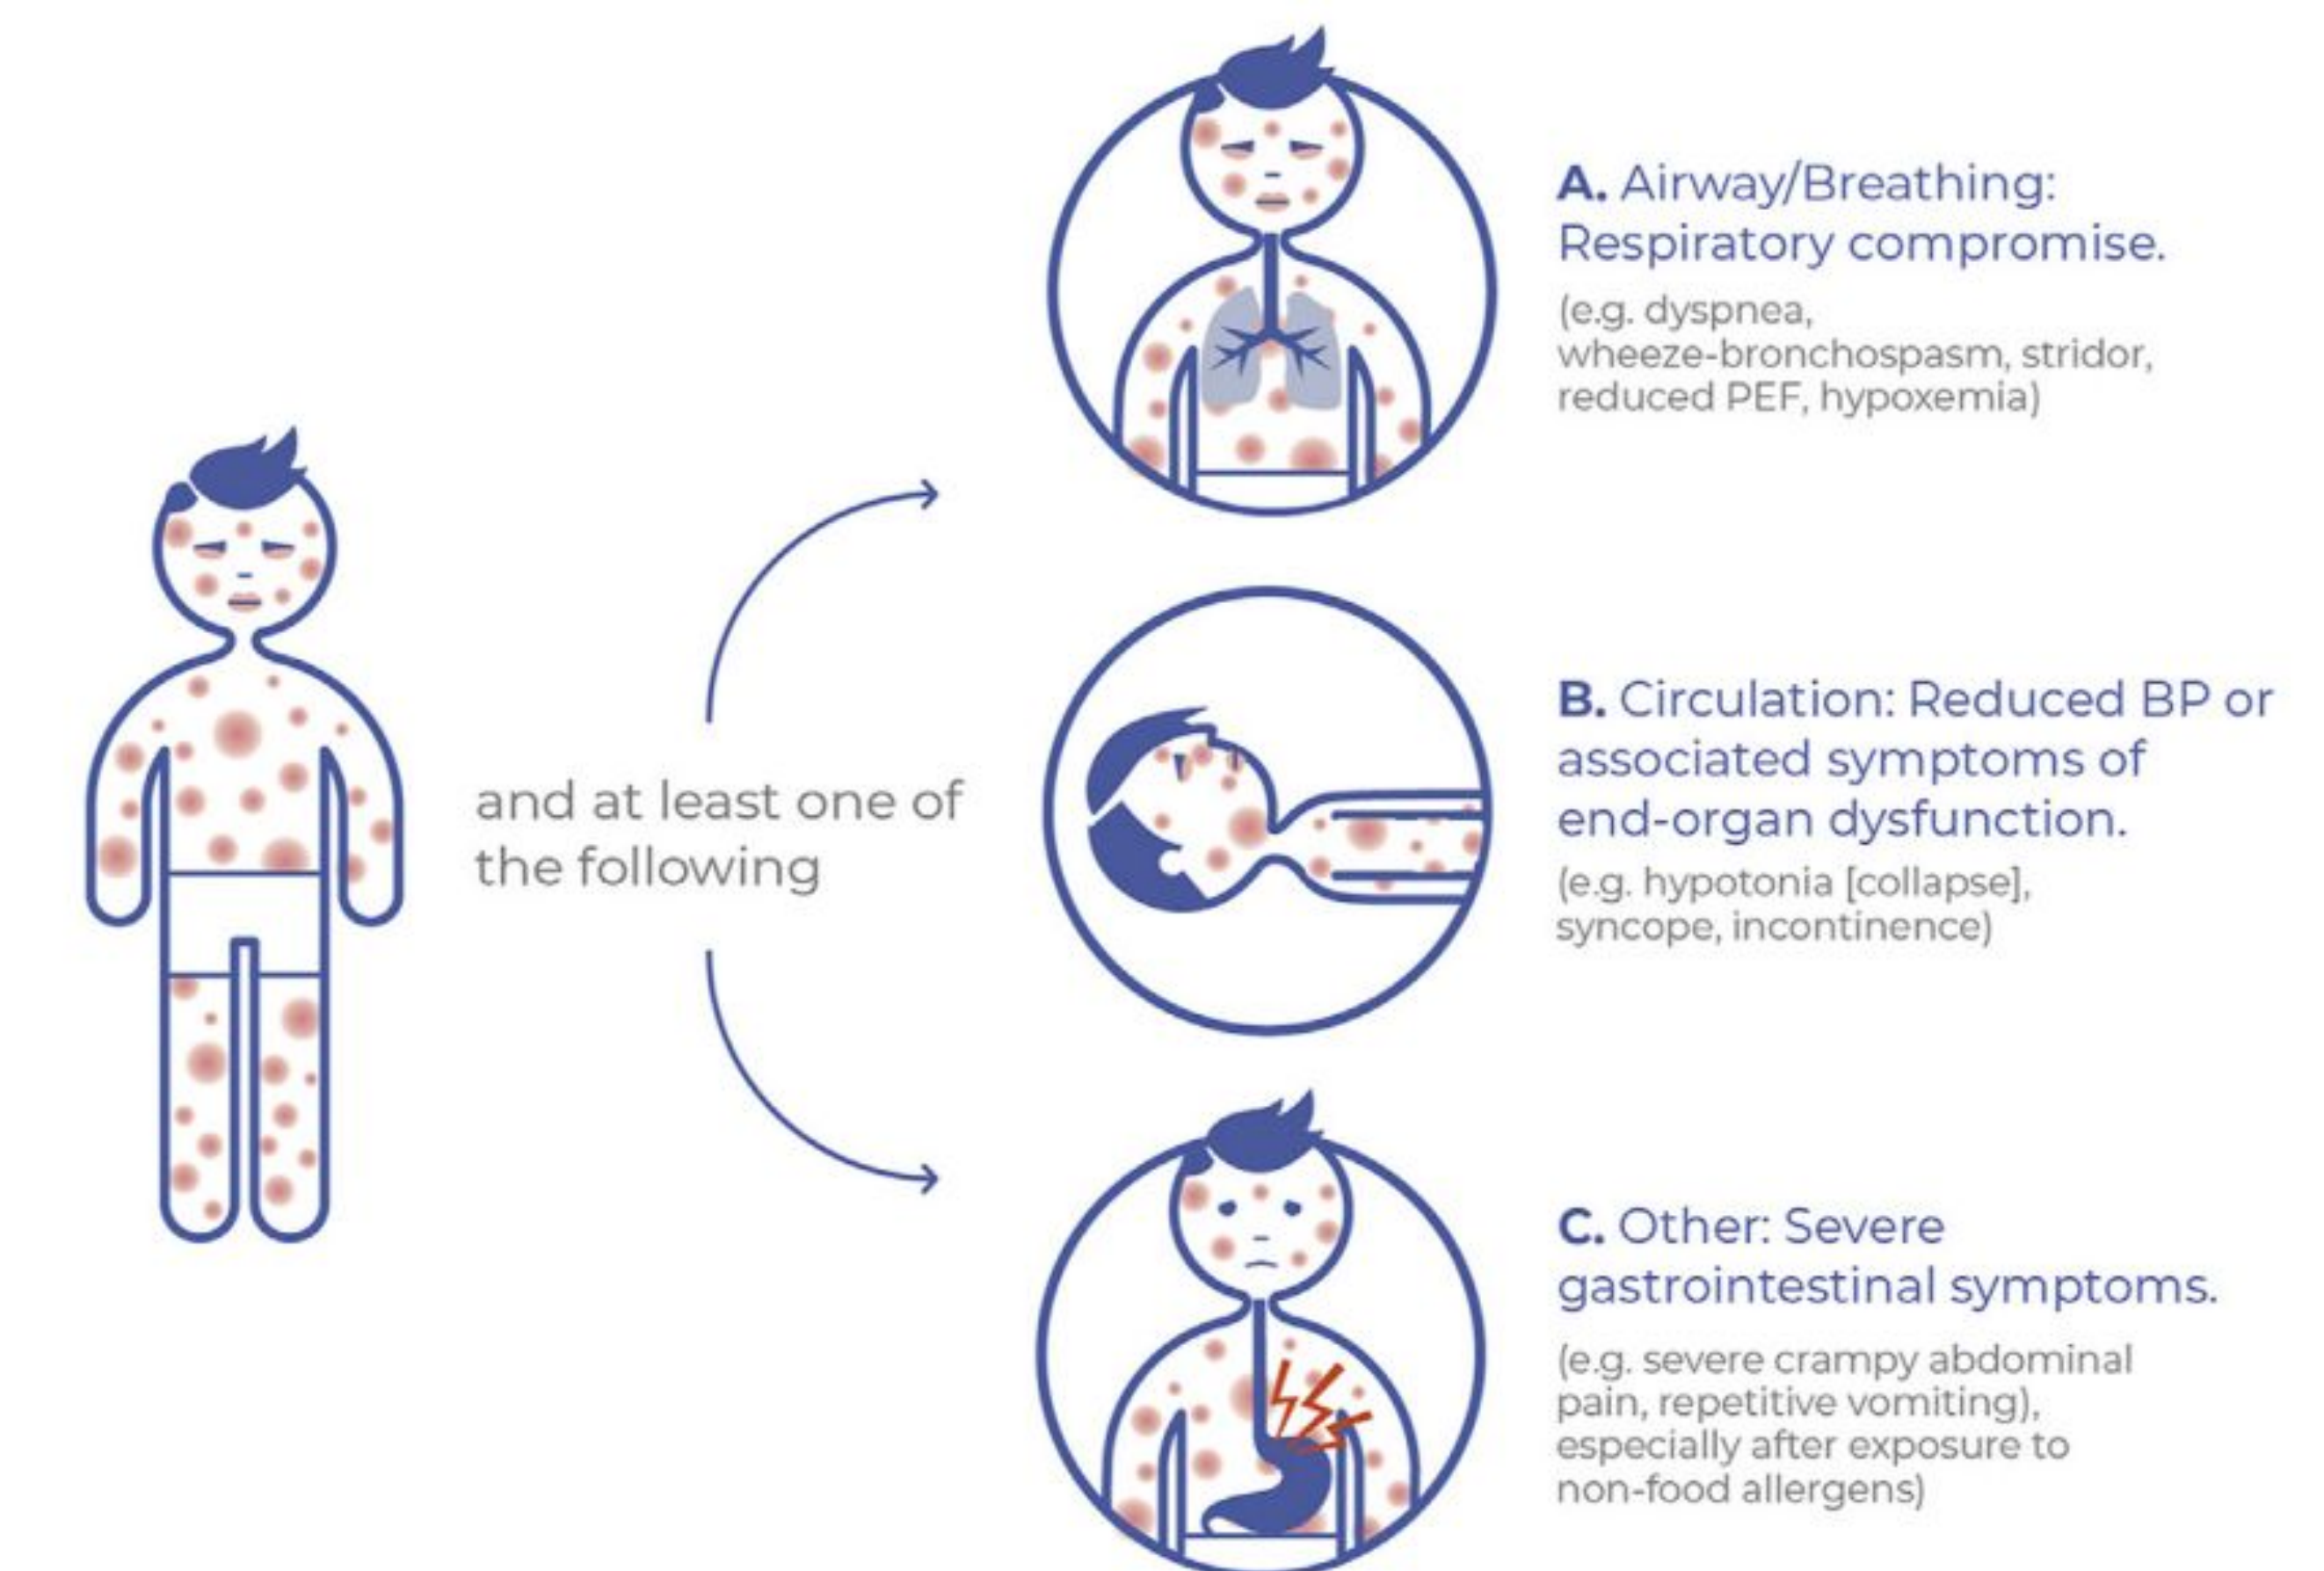 A. Airway/Breathing:
Respiratory compromise.
(e.g. dyspnea,
wheeze-bronchospasm, stridor,
reduced PEF, hypoxemia)
and at least one of
the following
B. Circulation: Reduced BP or
associated symptoms of
end-organ dysfunction.
(e.g. hypotonia [collapse],
syncope, incontinence)
C. Other: Severe
gastrointestinal symptoms.
(e.g. severe crampy abdominal
pain, repetitive vomiting),
especially after exposure to
non-food allergens)